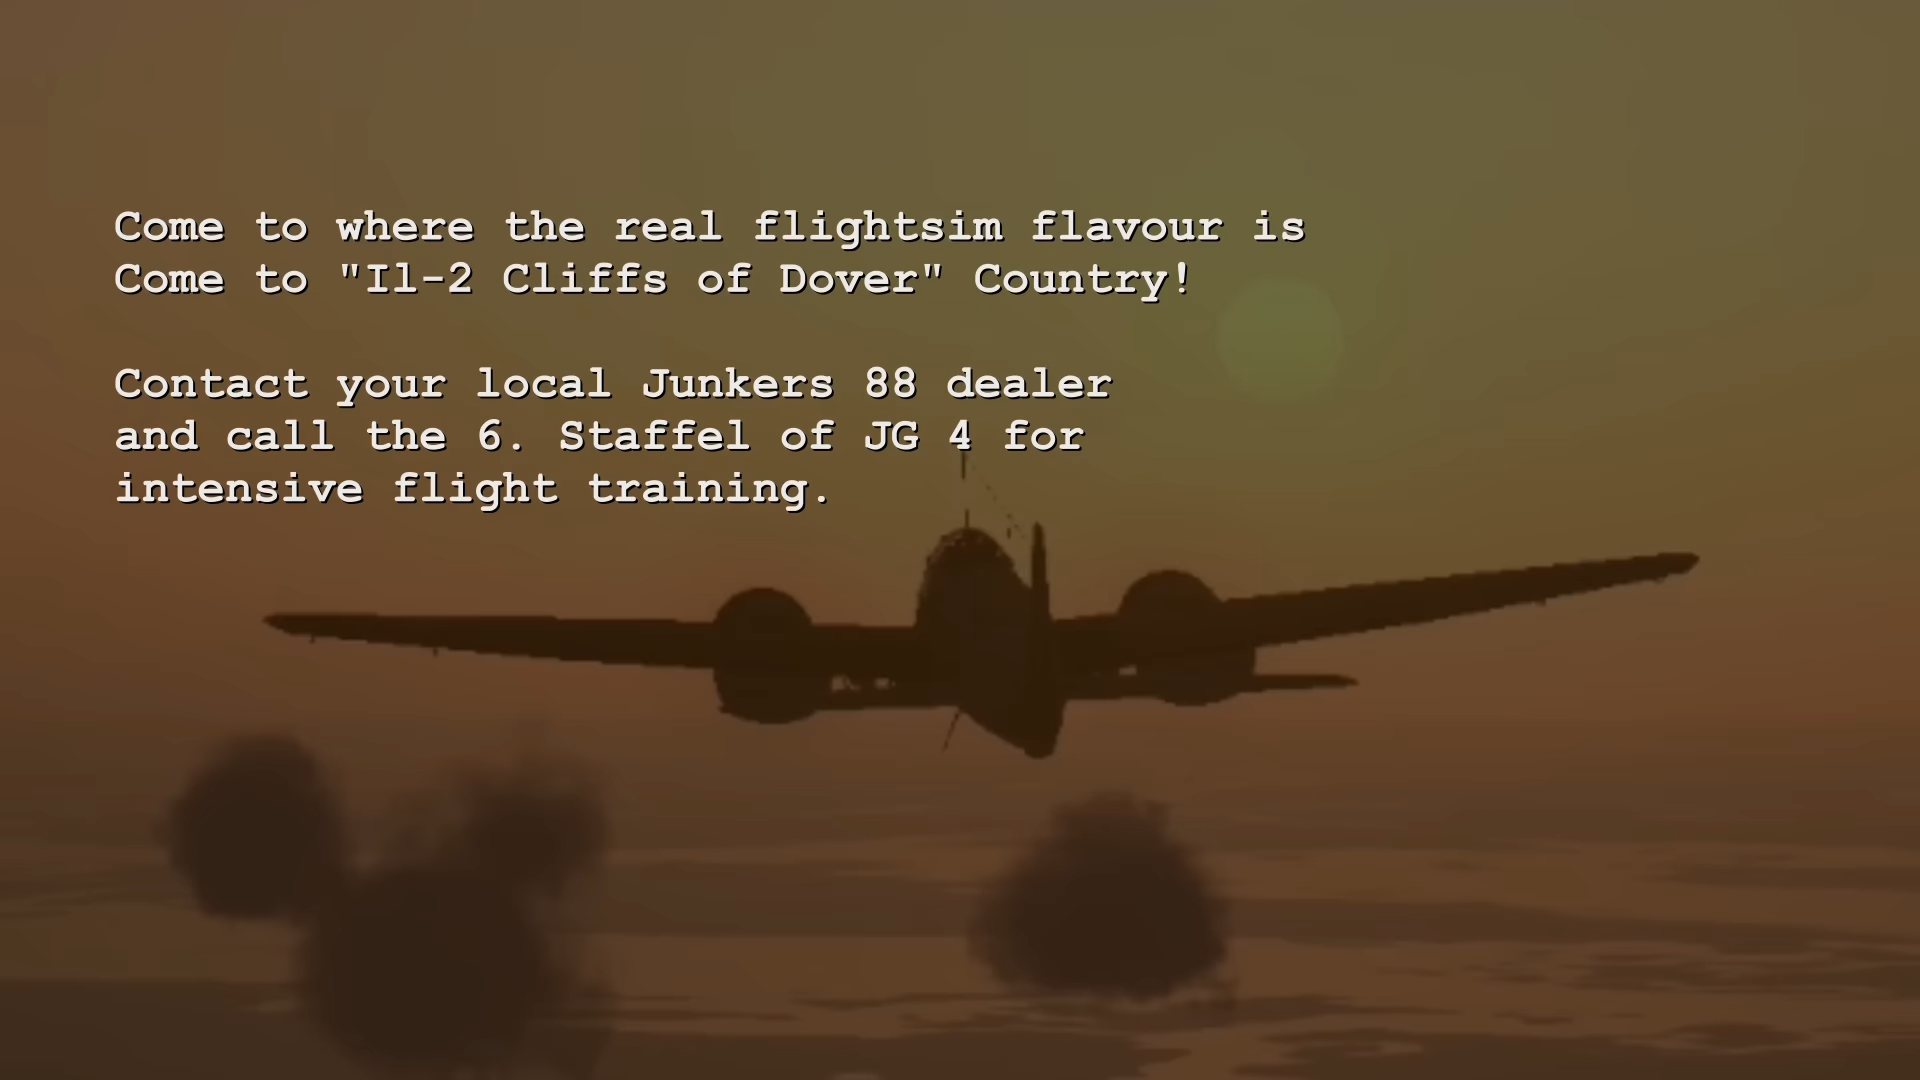 Come to where the real flightsim flavour is
Come to "Il-2 Cliffs of Dover" Country!
Contact your local Junkers 88 dealer
and call the 6. Staffel of JG 4 for
intensive flight training.